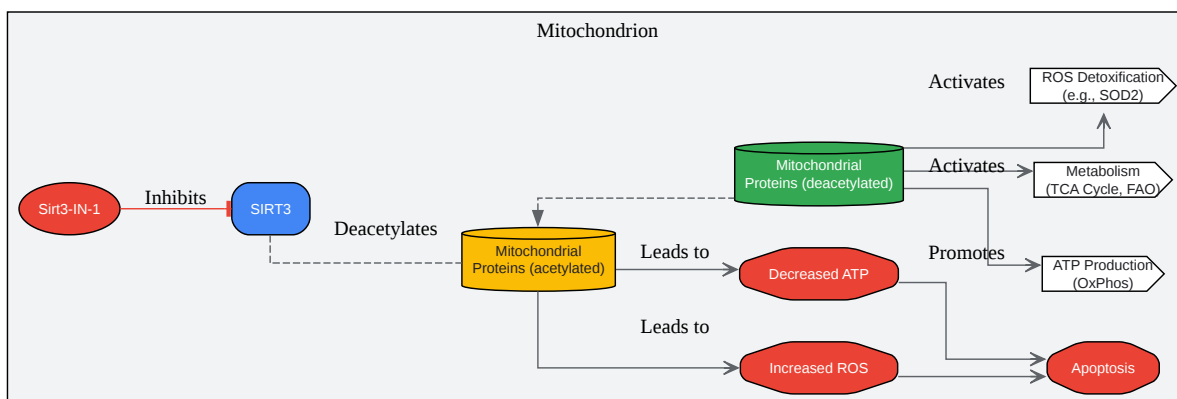 Mitochondrion
Activates
ROS Detoxification
(e.g., SOD2)
Mitochondrial
Proteins (deacetylated)
Activates
Metabolism
(TCA Cycle, FAO)
Sirt3-IN-1
Inhibits
SIRT3
Deacetylates
Mitochondrial
Proteins (acetylated)
Leads to
Decreased ATP
Promotes
ATP Production
(OxPhos)
Leads to
Increased ROS
Apoptosis